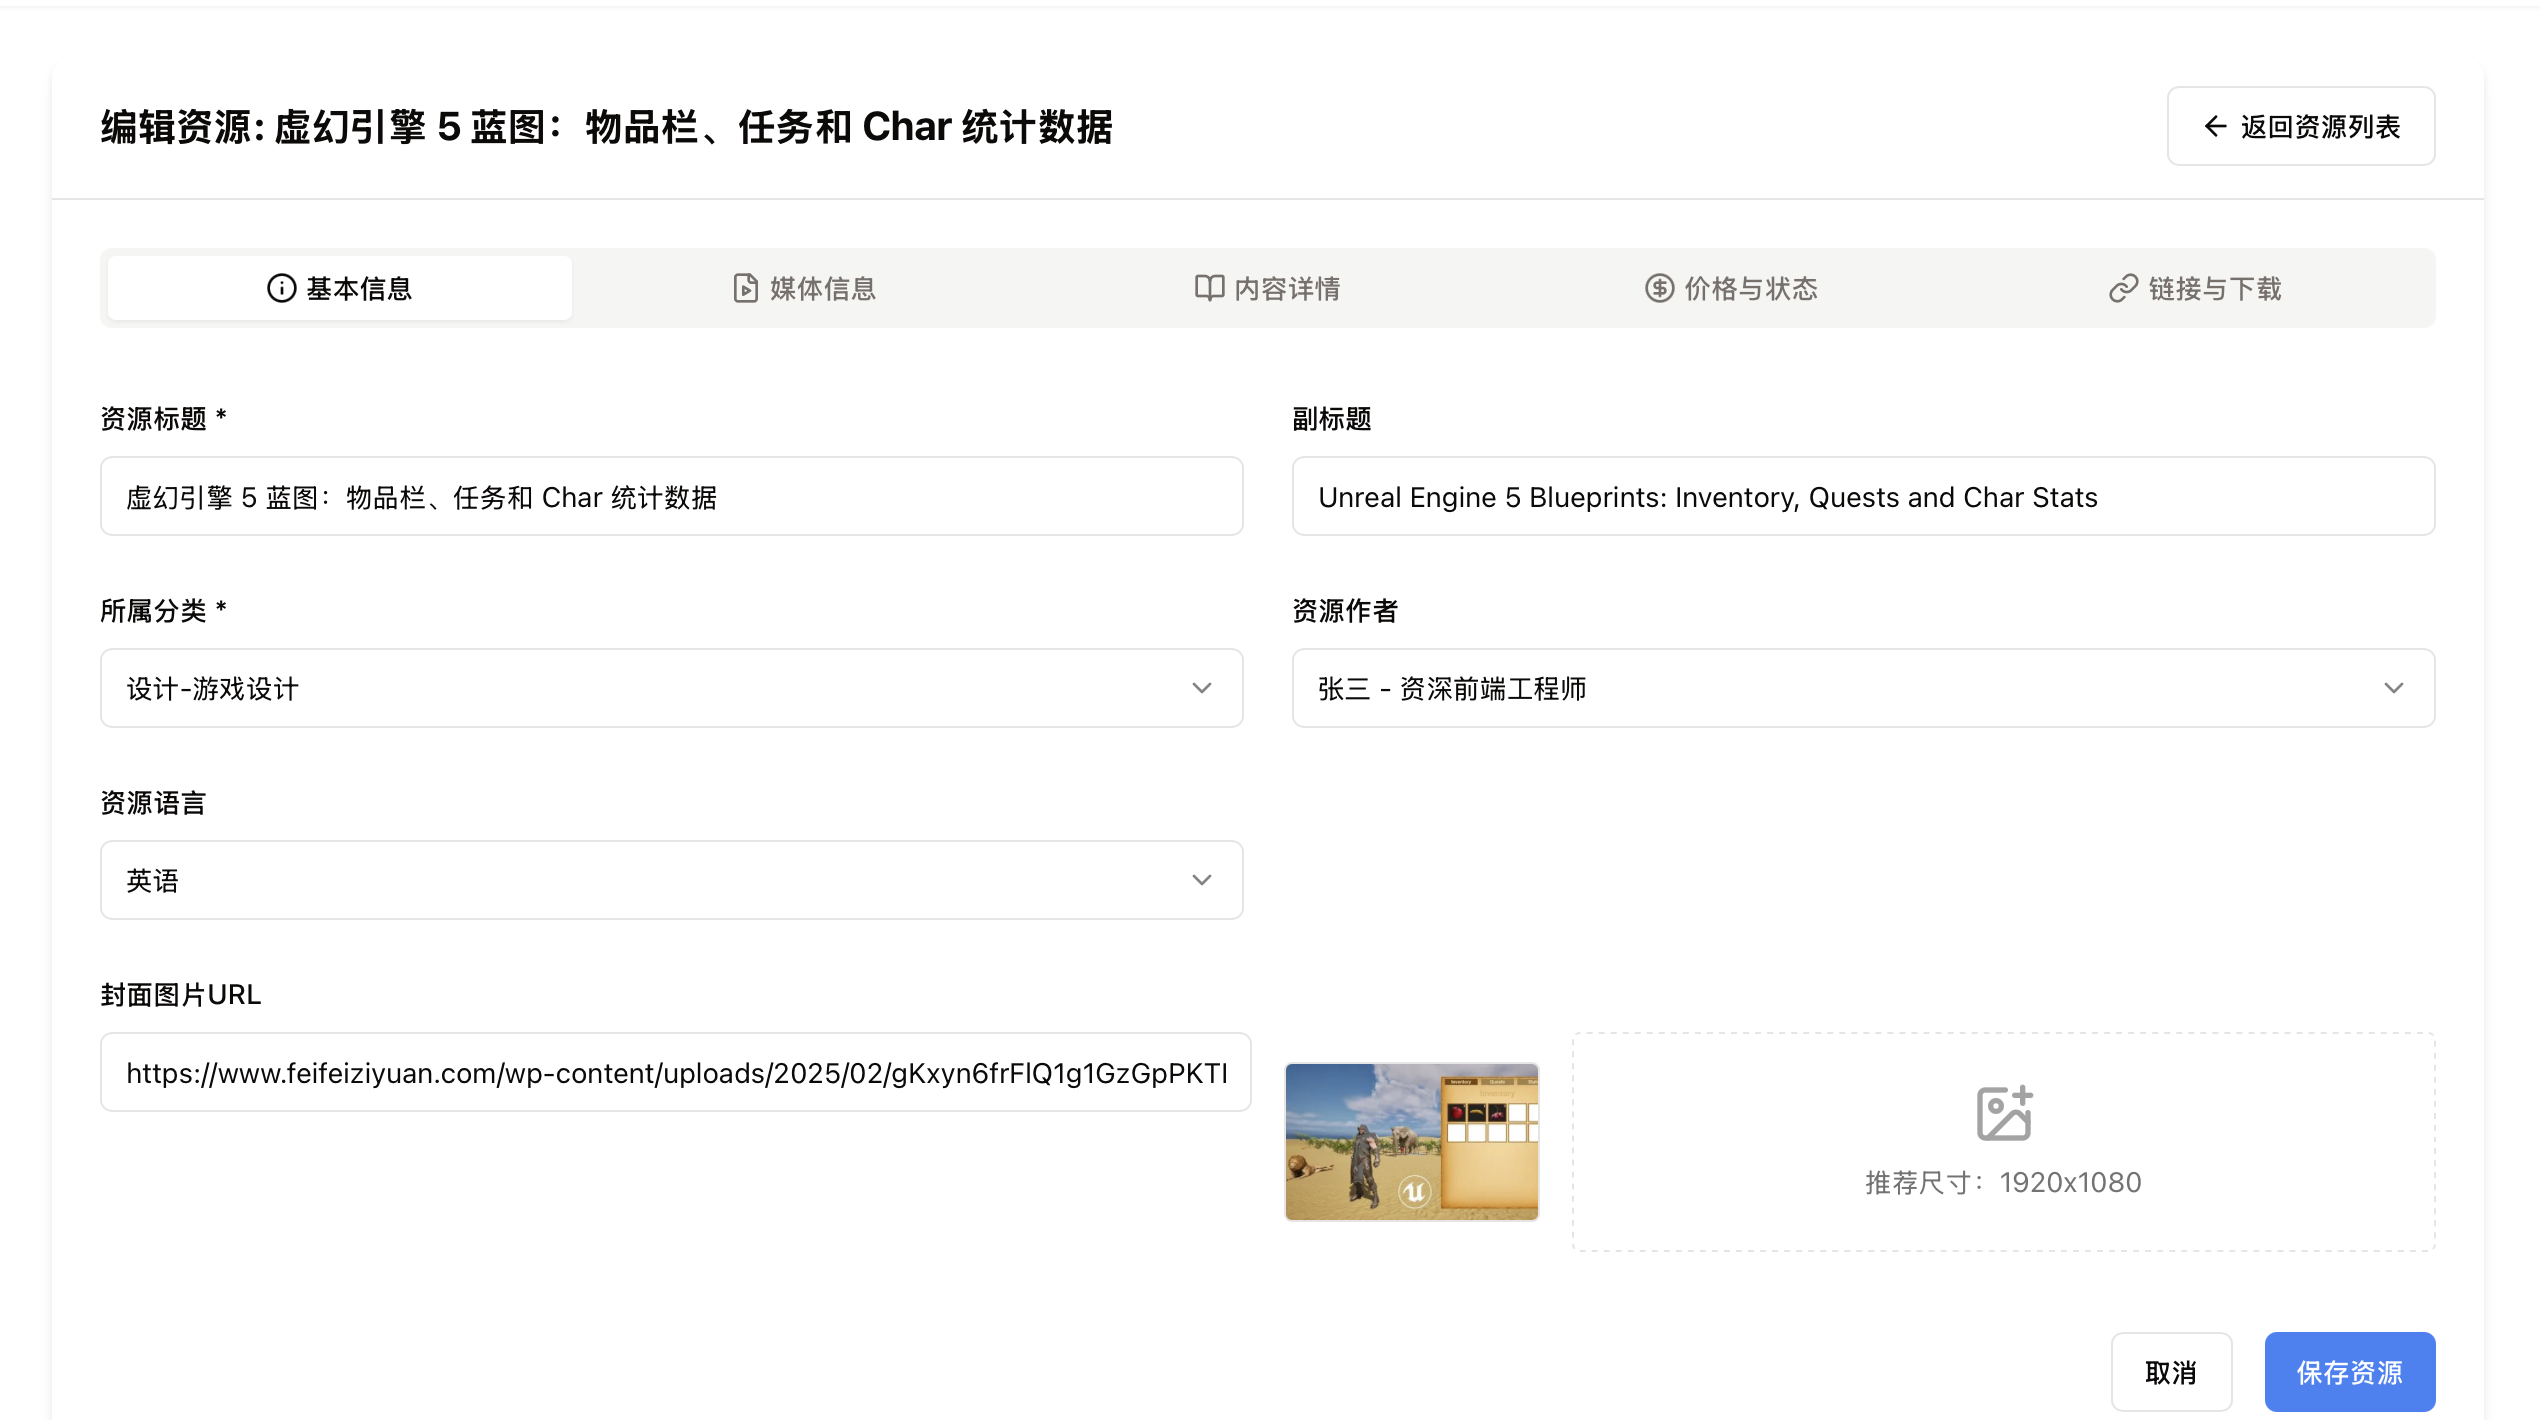 编辑资源: 虚幻引擎 5 蓝图：物品栏、任务和 Char 统计数据
返回资源列表
基本信息
媒体信息
内容详情
价格与状态
链接与下载
资源标题 *
副标题
虚幻引擎 5 蓝图：物品栏、任务和 Char 统计数据
Unreal Engine 5 Blueprints: Inventory, Quests and Char Stats
所属分类 *
资源作者
设计-游戏设计
张三 - 资深前端工程师
资源语言
英语
封面图片URL
https://www.feifeiziyuan.com/wp-content/uploads/2025/02/gKxyn6frFlQ1g1GzGpPKTI
Inventory
Quests
Inventory
推荐尺寸：1920x1080
取消
保存资源